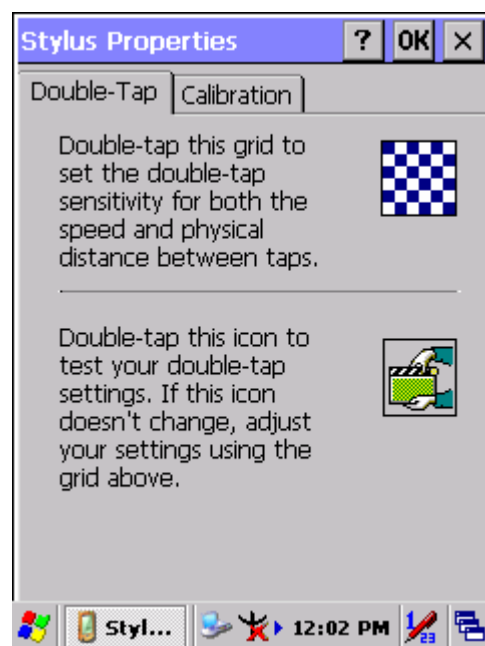 Stylus Properties ? OK ×
Double-Tap Calibration
Double-tap this grid to
set the double-tap
sensitivity for both the
speed and physical
distance between taps.
Double-tap this icon to
test your double-tap
settings. If this icon
doesn't change, adjust
your settings using the
grid above.
Styl... 12:02 PM 1 23